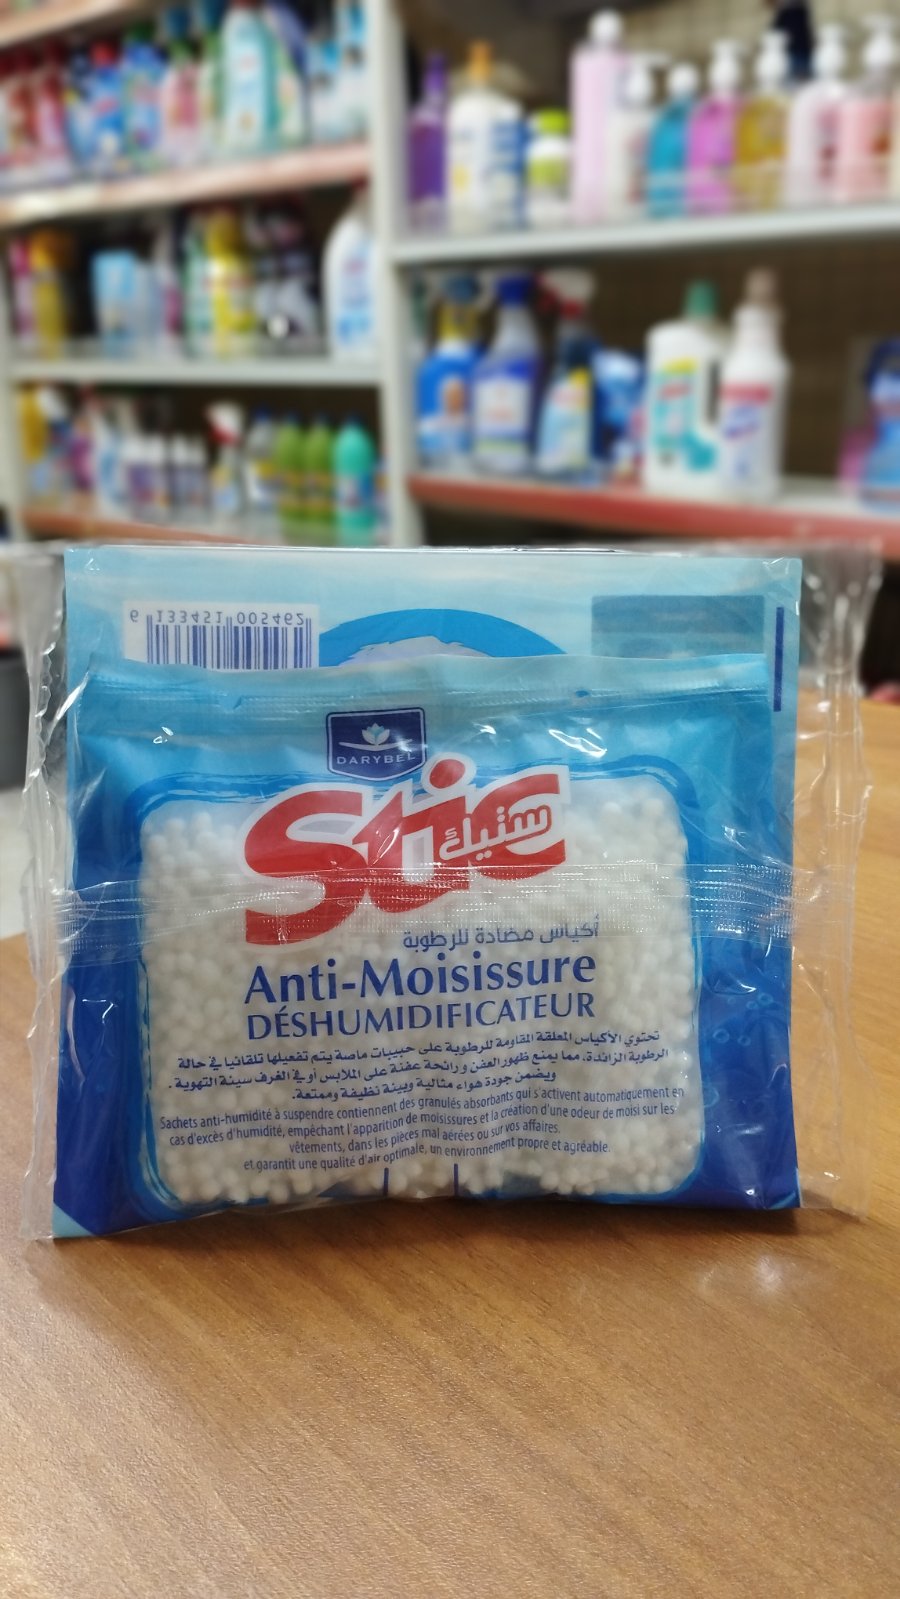 6 133451 005462
DARYBEL
Stic
ستيك
أكياس مضادة للرطوبة
Anti-Moisissure
DÉSHUMIDIFICATEUR
تحتوي الأكياس المعلقة المقاومة للرطوبة على حبيبات ماصة يتم تفعيلها تلقائيا في حالة
الرطوبة الزائدة. مما يمنع ظهور العفن و رائحة عفنة على الملابس أو في الغرف سيئة التهوية.
ويضمن جودة هواء مثالية وبيئة نظيفة وممتعة.
Sachets anti-humidité à suspendre contiennent des granulés absorbants qui s'activent automatiquement en
cas d'excès d'humidité, empêchant l'apparition de moisissures et la création d'une odeur de moisi sur les
vêtements, dans les pièces mal aérées ou sur vos affaires.
et garantit une qualité d'air optimale, un environnement propre et agréable.